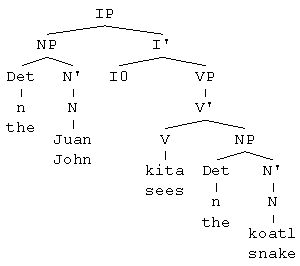 IP
NP I'
Det N' I0 VP
n N V'
the Juan V NP
John kita Det N'
sees n N
the koatl
snake